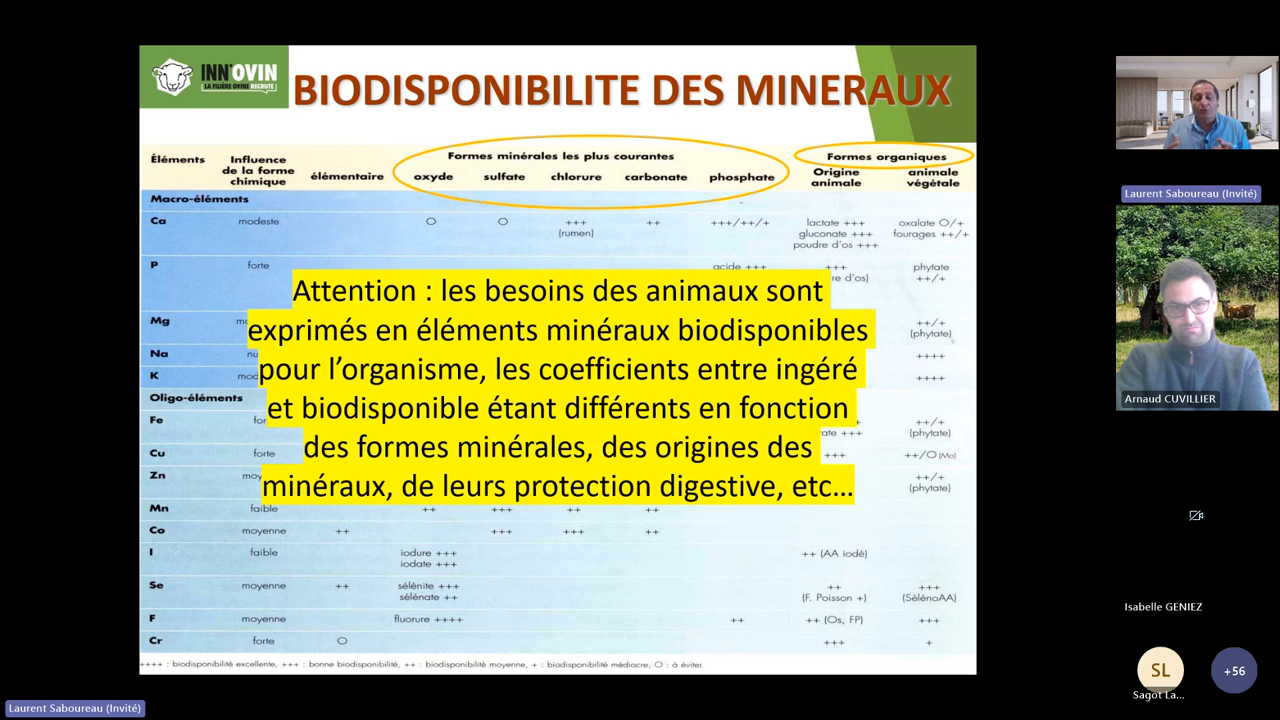 INN'OVIN
LA FILIÈRE OVINE RECRUTE
BIODISPONIBILITE DES MINERAUX
Éléments Influence de la forme chimique élémentaire Formes minérales les plus courantes Formes organiques
oxyde sulfate chlorure carbonate phosphate Origine animale animale végétale
Macro-éléments
Ca modeste O O +++ (rumen) ++ +++/++/+ lactate +++ oxalate O/+
gluconate +++ fourages ++/+
poudre d'os +++
P forte acide +++ +++ phytate
d'os) ++/+
Mg ++/+
(phytate)
Na ++++
K ++++
Attention : les besoins des animaux sont
exprimés en éléments minéraux biodisponibles
pour l'organisme, les coefficients entre ingéré
et biodisponible étant différents en fonction
des formes minérales, des origines des
minéraux, de leurs protection digestive, etc…
Oligo-éléments
Fe +++ ++/+
(phytate)
Cu forte +++ ++/O (Mo)
Zn ++/+
(phytate)
Mn faible ++ +++ ++ ++
Co moyenne ++ +++ +++ ++
I faible iodure +++ ++ (AA iodé)
iodate +++
Se moyenne ++ sélénite +++ ++ +++
sélénate ++ (F. Poisson +) (SélénoAA)
F moyenne fluorure ++++ ++ ++ (Os, FP) +++
Cr forte O +++ +
++++ : biodisponibilité excellente, +++ : bonne biodisponibilité, ++ : biodisponibilité moyenne, + : biodisponibilité médiocre, O : à éviter.
Laurent Saboureau (Invité)
Arnaud CUVILLIER
Isabelle GENIEZ
SL
Sagot La...
+56
Laurent Saboureau (Invité)